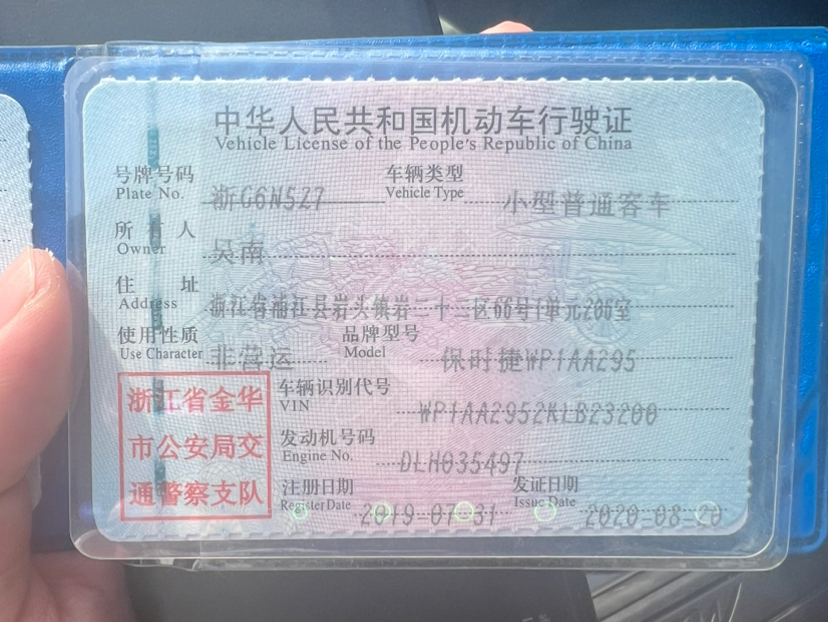 中华人民共和国机动车行驶证
Vehicle License of the People's Republic of China
号牌号码 浙G6N5Z7 车辆类型 小型普通客车
Plate No. Vehicle Type
所有人 吴南
Owner
住址 浙江省浦江县岩头镇岩二十三区66号1单元206室
Address
使用性质 非营运 品牌型号 保时捷WP1AA295
Use Character Model
浙江省金华
市公安局交
通警察支队
车辆识别代号 WP1AA2952KLB23200
VIN
发动机号码 DLH035497
Engine No.
注册日期 2019-07-31 发证日期 2020-08-20
Register Date Issue Date